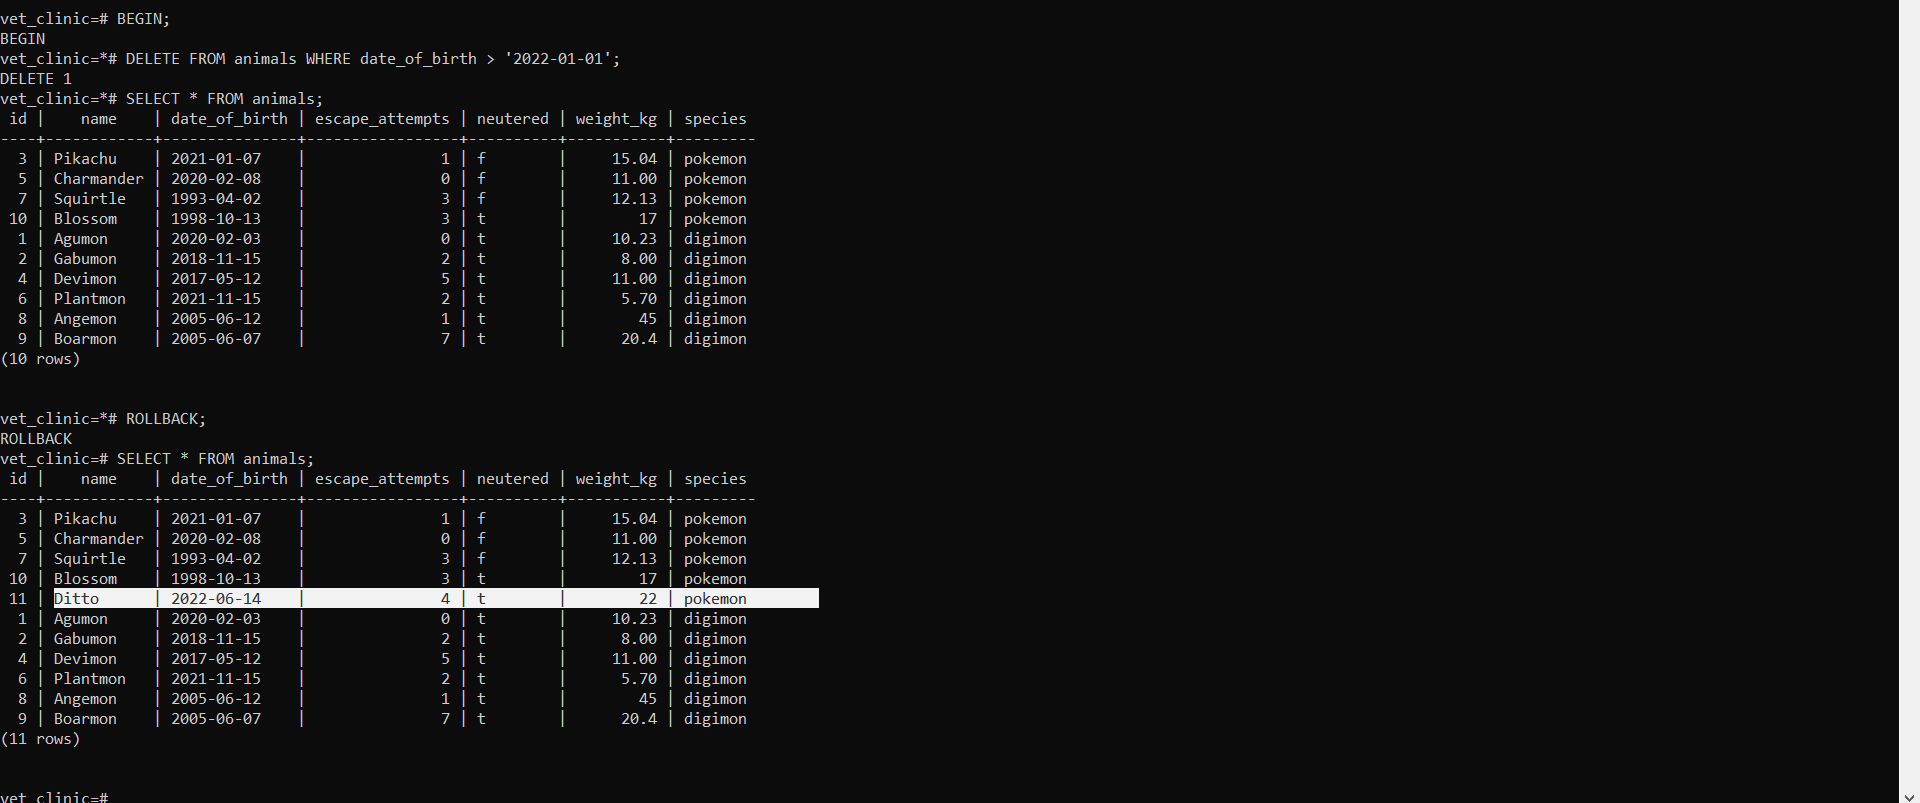 vet_clinic=# BEGIN;
BEGIN
vet_clinic=*# DELETE FROM animals WHERE date_of_birth > '2022-01-01';
DELETE 1
vet_clinic=*# SELECT * FROM animals;
 id |    name    | date_of_birth | escape_attempts | neutered | weight_kg | species
----+------------+---------------+-----------------+----------+-----------+---------
  3 | Pikachu    | 2021-01-07    |               1 | f        |     15.04 | pokemon
  5 | Charmander | 2020-02-08    |               0 | f        |     11.00 | pokemon
  7 | Squirtle   | 1993-04-02    |               3 | f        |     12.13 | pokemon
 10 | Blossom    | 1998-10-13    |               3 | t        |        17 | pokemon
  1 | Agumon     | 2020-02-03    |               0 | t        |     10.23 | digimon
  2 | Gabumon    | 2018-11-15    |               2 | t        |      8.00 | digimon
  4 | Devimon    | 2017-05-12    |               5 | t        |     11.00 | digimon
  6 | Plantmon   | 2021-11-15    |               2 | t        |      5.70 | digimon
  8 | Angemon    | 2005-06-12    |               1 | t        |        45 | digimon
  9 | Boarmon    | 2005-06-07    |               7 | t        |      20.4 | digimon
(10 rows)
vet_clinic=*# ROLLBACK;
ROLLBACK
vet_clinic=# SELECT * FROM animals;
 id |    name    | date_of_birth | escape_attempts | neutered | weight_kg | species
----+------------+---------------+-----------------+----------+-----------+---------
  3 | Pikachu    | 2021-01-07    |               1 | f        |     15.04 | pokemon
  5 | Charmander | 2020-02-08    |               0 | f        |     11.00 | pokemon
  7 | Squirtle   | 1993-04-02    |               3 | f        |     12.13 | pokemon
 10 | Blossom    | 1998-10-13    |               3 | t        |        17 | pokemon
 11 | Ditto      | 2022-06-14    |               4 | t        |        22 | pokemon
  1 | Agumon     | 2020-02-03    |               0 | t        |     10.23 | digimon
  2 | Gabumon    | 2018-11-15    |               2 | t        |      8.00 | digimon
  4 | Devimon    | 2017-05-12    |               5 | t        |     11.00 | digimon
  6 | Plantmon   | 2021-11-15    |               2 | t        |      5.70 | digimon
  8 | Angemon    | 2005-06-12    |               1 | t        |        45 | digimon
  9 | Boarmon    | 2005-06-07    |               7 | t        |      20.4 | digimon
(11 rows)
vet_clinic=#